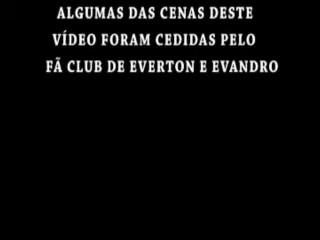 ALGUMAS DAS CENAS DESTE
VÍDEO FORAM CEDIDAS PELO
FÃ CLUB DE EVERTON E EVANDRO